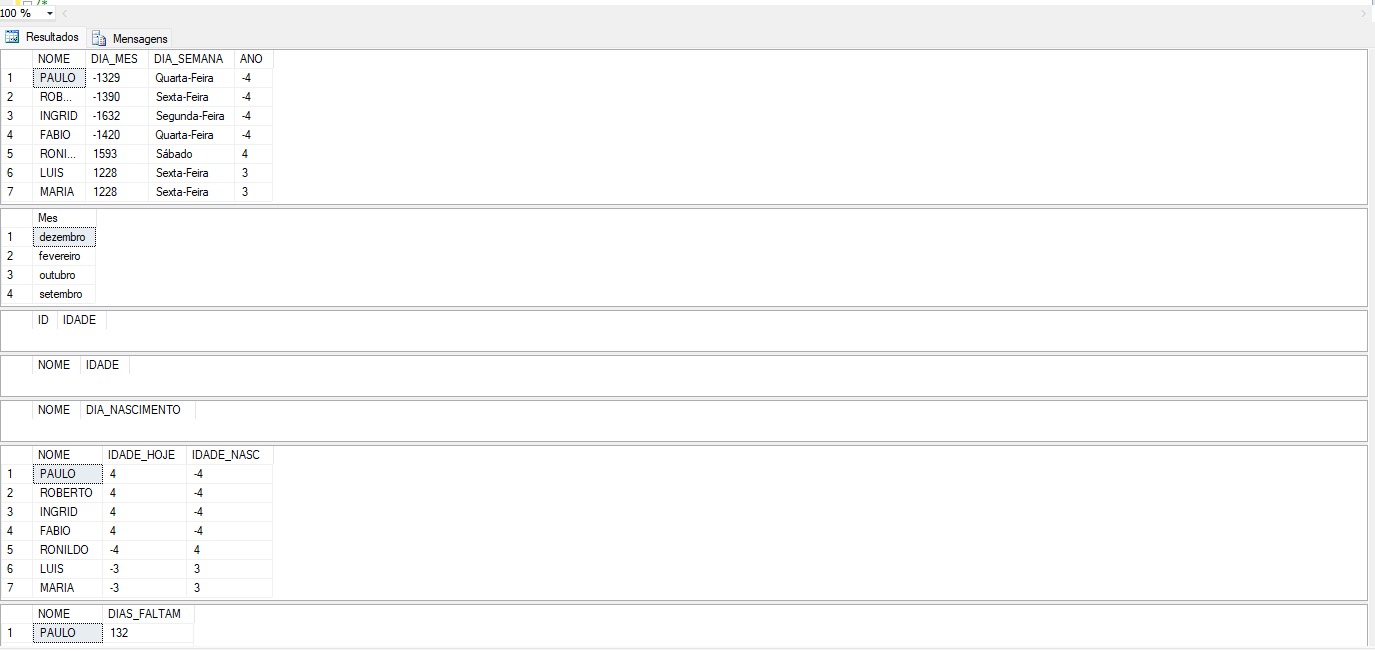 100 %
Resultados Mensagens
NOME DIA_MES DIA_SEMANA ANO
1 PAULO -1329 Quarta-Feira -4
2 ROB... -1390 Sexta-Feira -4
3 INGRID -1632 Segunda-Feira -4
4 FABIO -1420 Quarta-Feira -4
5 RONI... 1593 Sábado 4
6 LUIS 1228 Sexta-Feira 3
7 MARIA 1228 Sexta-Feira 3
Mes
1 dezembro
2 fevereiro
3 outubro
4 setembro
ID IDADE
NOME IDADE
NOME DIA_NASCIMENTO
NOME IDADE_HOJE IDADE_NASC
1 PAULO 4 -4
2 ROBERTO 4 -4
3 INGRID 4 -4
4 FABIO 4 -4
5 RONILDO -4 4
6 LUIS -3 3
7 MARIA -3 3
NOME DIAS_FALTAM
1 PAULO 132